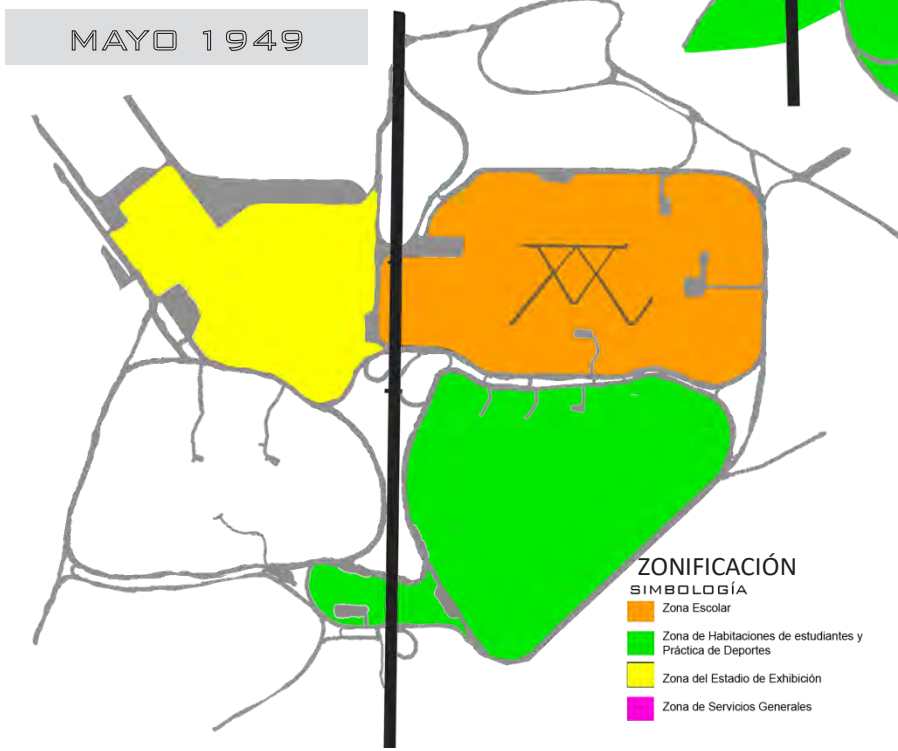 MAYO 1949
ZONIFICACIÓN
SIMBOLOGÍA
Zona Escolar
Zona de Habitaciones de estudiantes y
Práctica de Deportes
Zona del Estadio de Exhibición
Zona de Servicios Generales